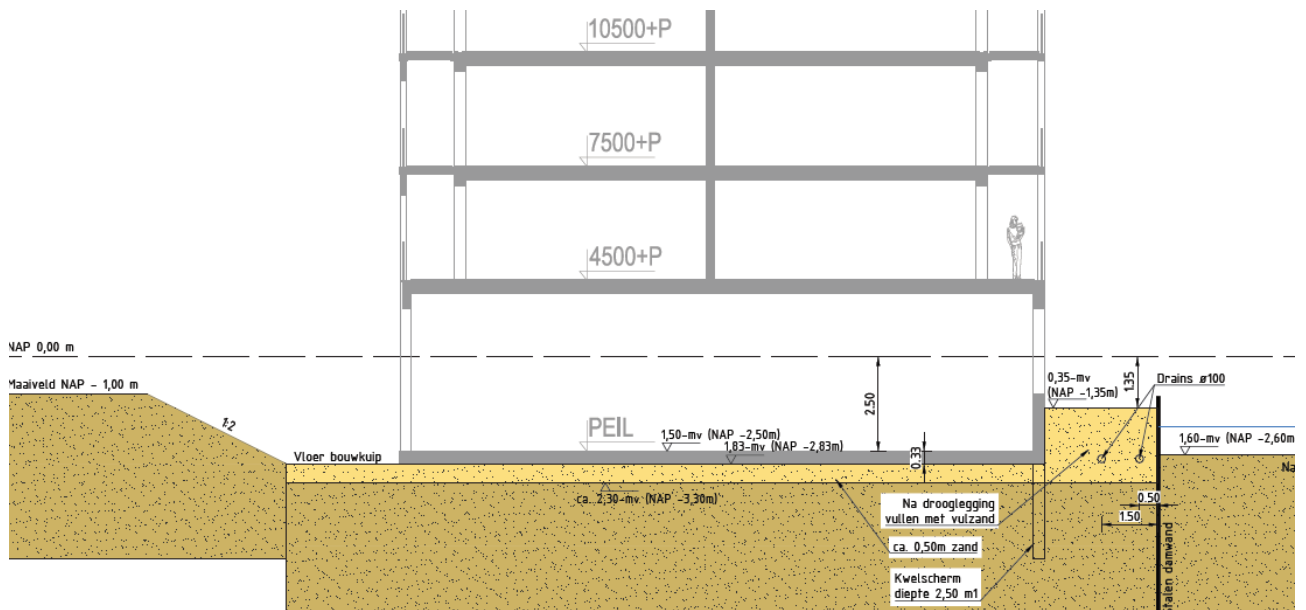 10500+P
7500+P
4500+P
NAP 0,00 m
Maaiveld NAP - 1,00 m
1:2
0,35-mv
(NAP -1,35m)
1.35
Drains ø100
2.50
PEIL
1,50-mv (NAP -2,50m)
1,83-mv (NAP -2,83m)
0.33
Vloer bouwkuip
1,60-mv (NAP -2,60m
Na
ca. 2,30-mv (NAP -3,30m)
Na drooglegging
vullen met vulzand
0.50
1.50
ca. 0,50m zand
Kwelscherm
diepte 2,50 m1
talen damwand